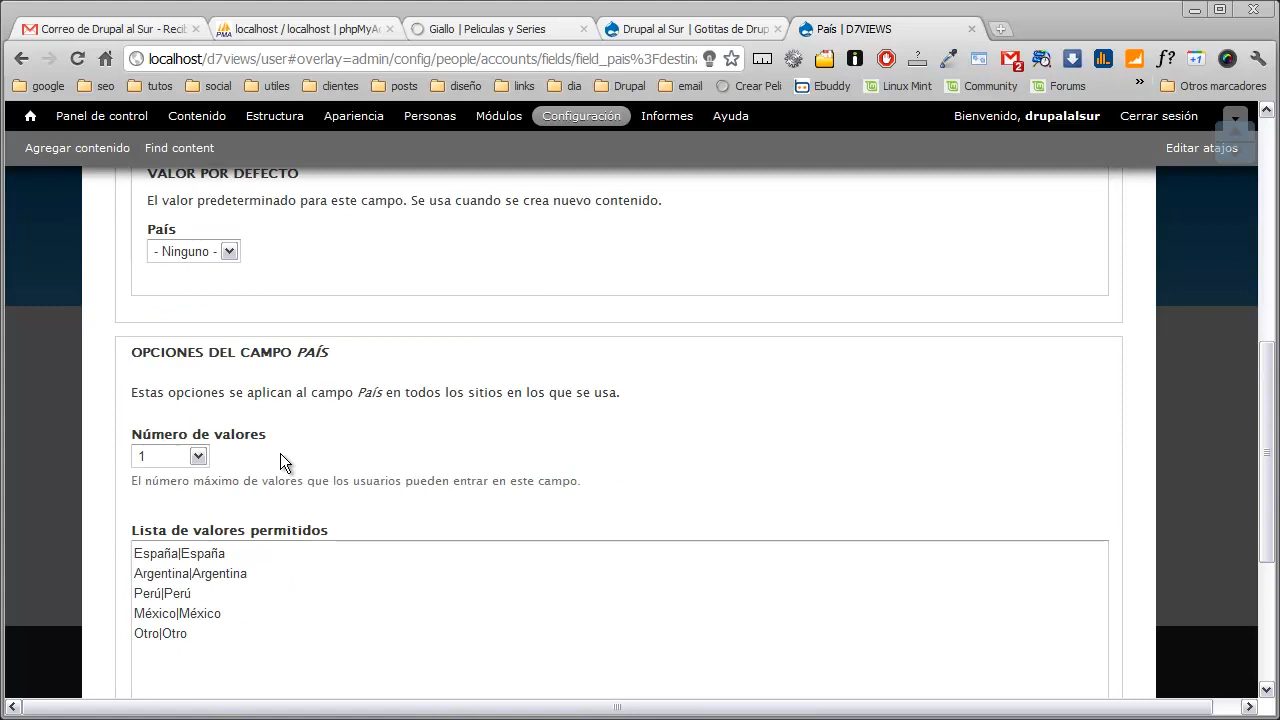 Correo de Drupal al Sur - Recib
localhost / localhost | phpMyA
Giallo | Peliculas y Series
Drupal al Sur | Gotitas de Drup
País | D7VIEWS
localhost/d7views/user#overlay=admin/config/people/accounts/fields/field_pais%3Fdestina
google
ojo
tutos
social
utiles
clientes
posts
diseño
links
dia
Drupal
email
Crear Peli
Ebuddy
Linux Mint
Community
Forums
»
Otros marcadores
Panel de control
Contenido
Estructura
Apariencia
Personas
Módulos
Configuración
Informes
Ayuda
Bienvenido, drupalalsur
Cerrar sesión
Agregar contenido
Find content
Editar atajos
VALOR POR DEFECTO
El valor predeterminado para este campo. Se usa cuando se crea nuevo contenido.
País
- Ninguno -
OPCIONES DEL CAMPO PAÍS
Estas opciones se aplican al campo País en todos los sitios en los que se usa.
Número de valores
1
El número máximo de valores que los usuarios pueden entrar en este campo.
Lista de valores permitidos
España|España
Argentina|Argentina
Perú|Perú
México|México
Otro|Otro